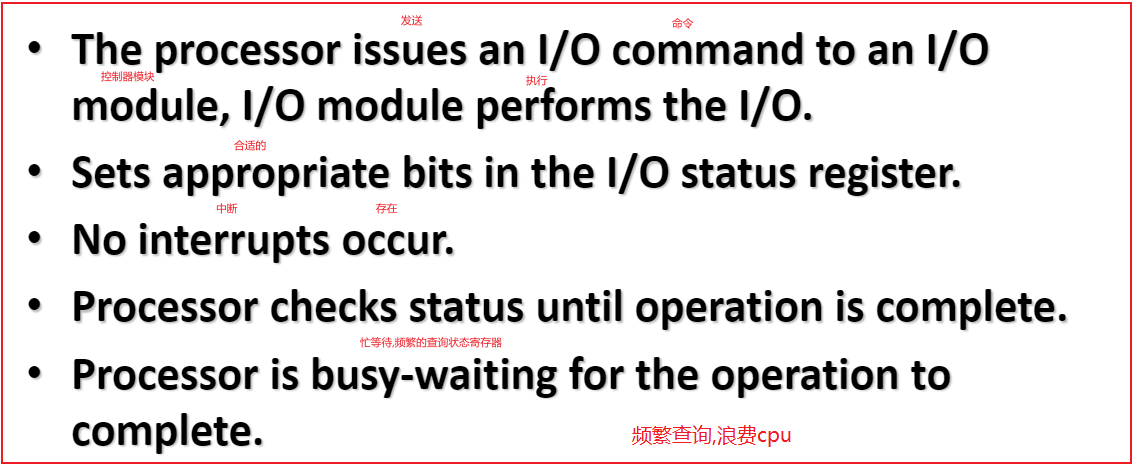 发送 命令
• The processor issues an I/O command to an I/O
控制器模块 执行
module, I/O module performs the I/O.
合适的
• Sets appropriate bits in the I/O status register.
中断 存在
• No interrupts occur.
• Processor checks status until operation is complete.
忙等待,频繁的查询状态寄存器
• Processor is busy-waiting for the operation to
complete.
频繁查询,浪费cpu